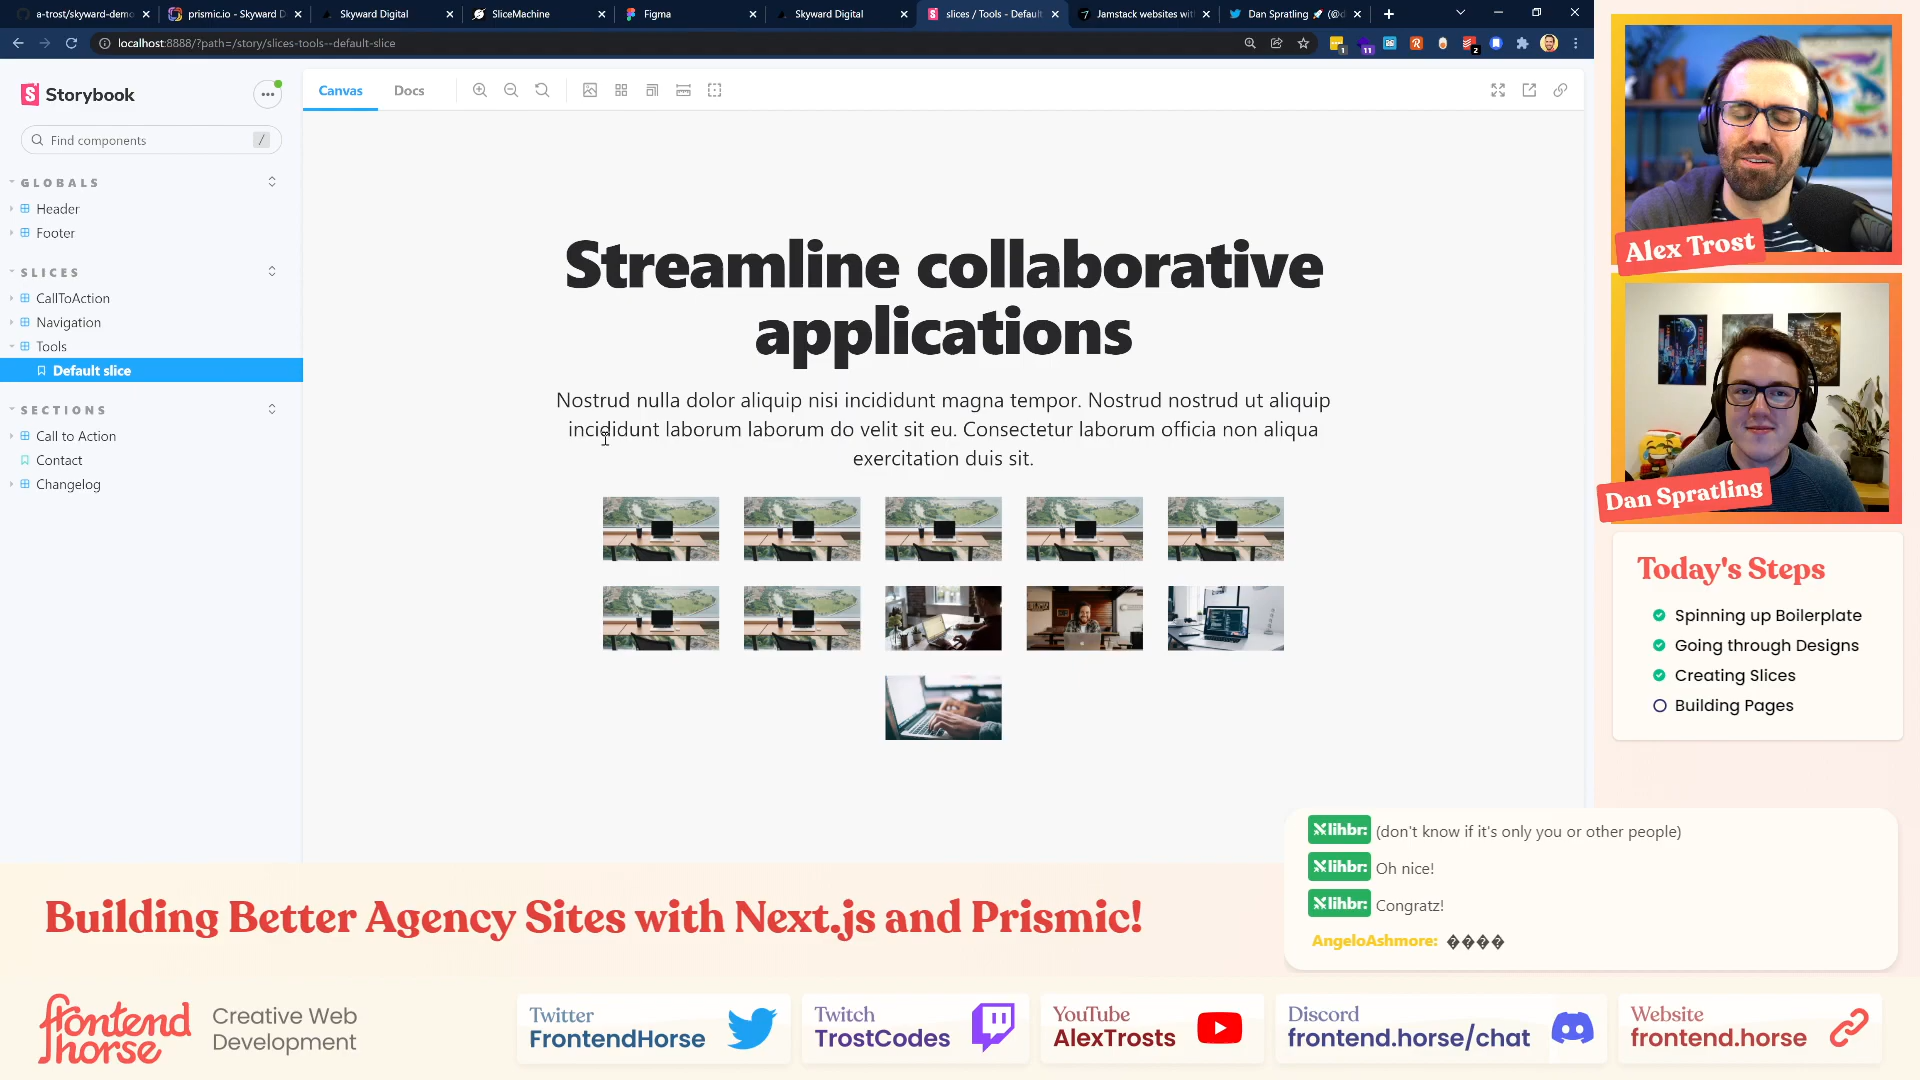 a-trost/skyward-demo
prismic.io - Skyward D
Skyward Digital
SliceMachine
Figma
Skyward Digital
slices / Tools - Default
Jamstack websites with
Dan Spratling 🚀 (@d
localhost:8888/?path=/story/slices-tools--default-slice
1
11
2
Storybook
Find components
/
GLOBALS
Header
Footer
SLICES
CallToAction
Navigation
Tools
Default slice
SECTIONS
Call to Action
Contact
Changelog
Canvas
Docs
Streamline collaborative
applications
Nostrud nulla dolor aliquip nisi incididunt magna tempor. Nostrud nostrud ut aliquip
incididunt laborum laborum do velit sit eu. Consectetur laborum officia non aliqua
exercitation duis sit.
Alex Trost
Dan Spratling
Today's Steps
Spinning up Boilerplate
Going through Designs
Creating Slices
Building Pages
lihbr: (don't know if it's only you or other people)
lihbr: Oh nice!
lihbr: Congratz!
AngeloAshmore: ����
Building Better Agency Sites with Next.js and Prismic!
frontend
horse
Creative Web
Development
Twitter
FrontendHorse
Twitch
TrostCodes
YouTube
AlexTrosts
Discord
frontend.horse/chat
Website
frontend.horse